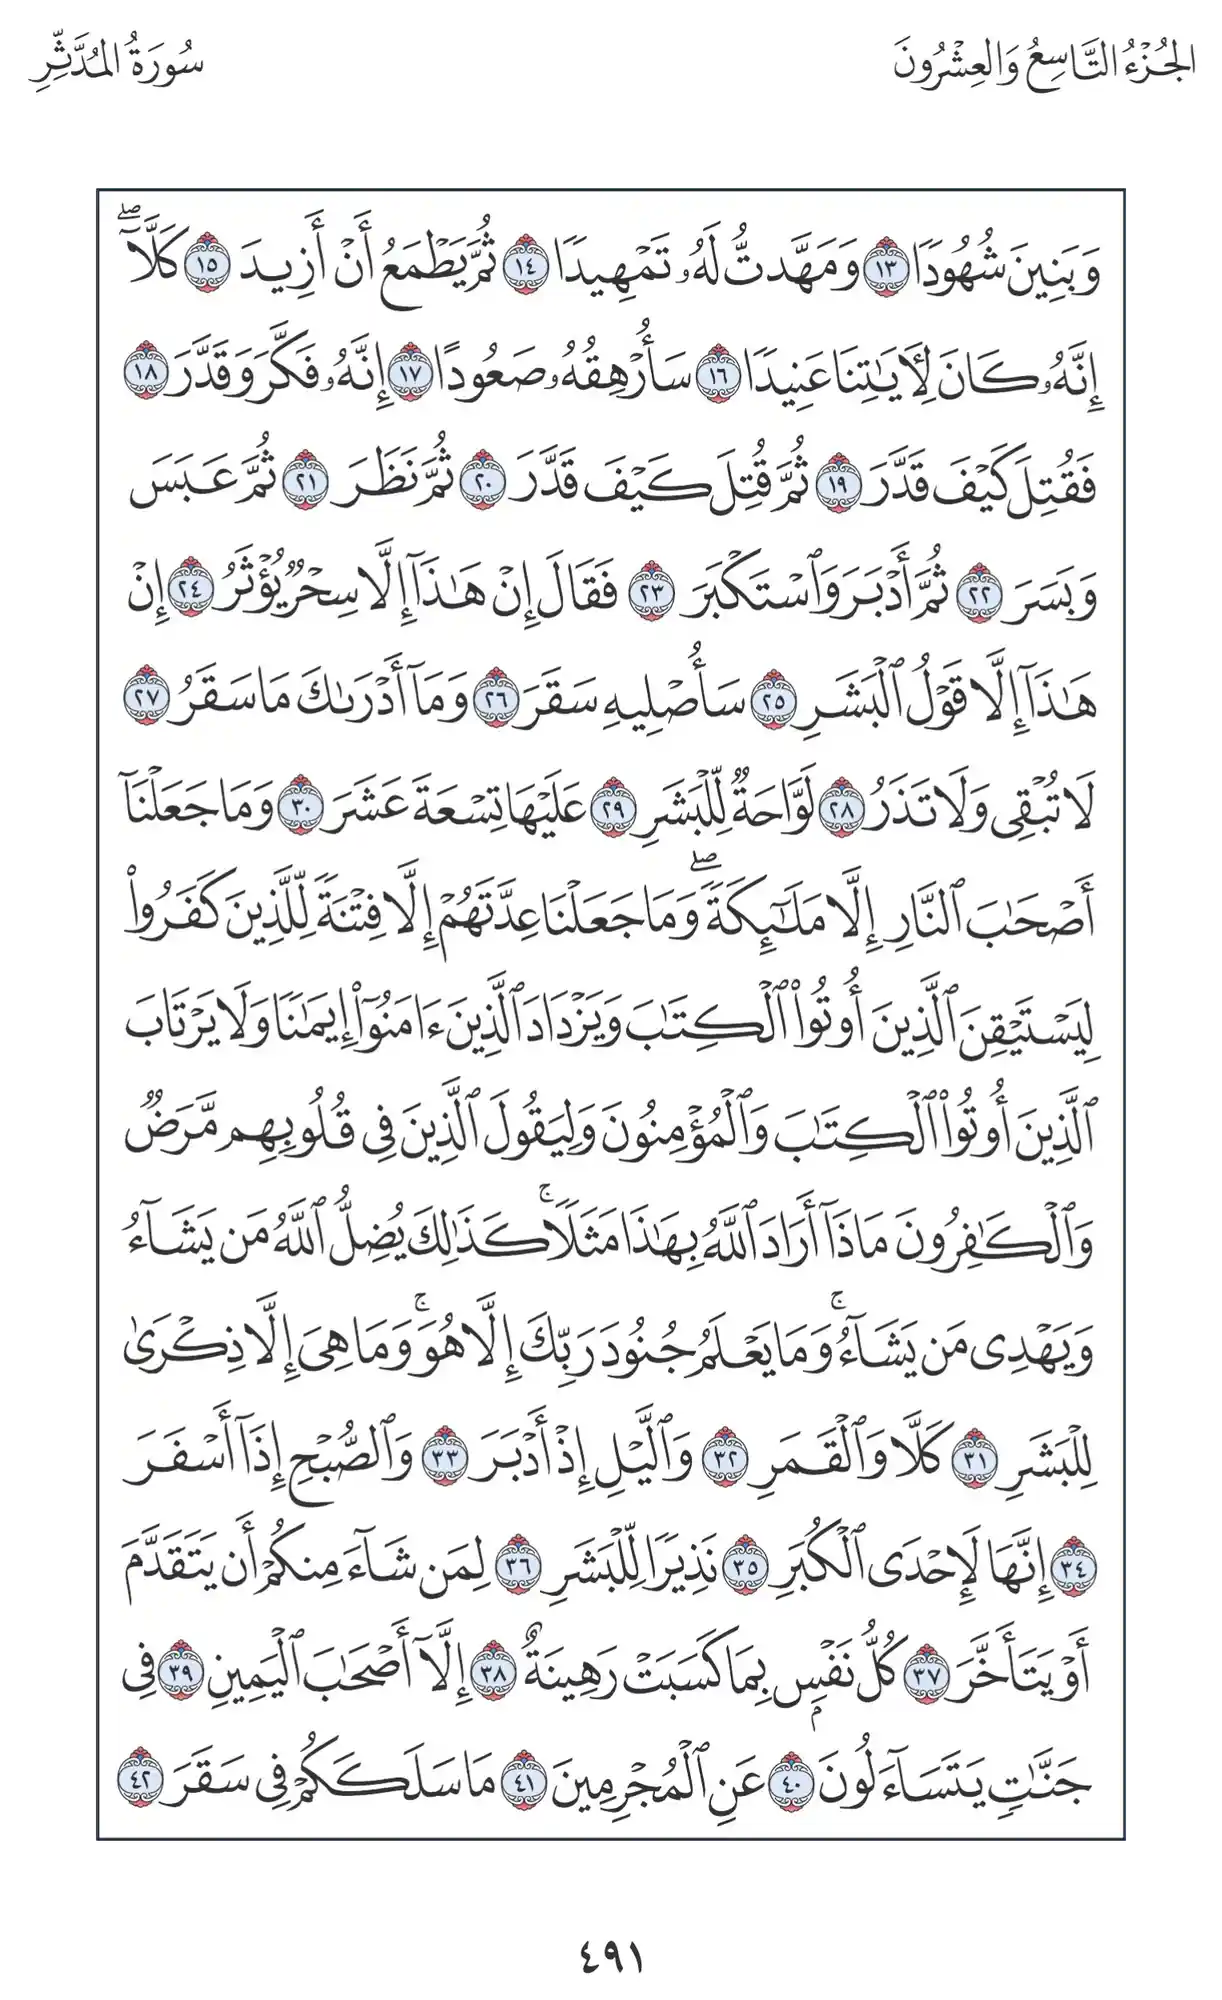 الجُزْءُ التَّاسِعُ وَالعِشْرُونَ
سُورَةُ المُدَّثِّرِ
وَبَنِينَ شُهُودٗا ١٣ وَمَهَّدتُّ لَهُۥ تَمۡهِيدٗا ١٤ ثُمَّ يَطۡمَعُ أَنۡ أَزِيدَ ١٥ كَلَّآۖ
إِنَّهُۥ كَانَ لِأٓيَٰتِنَا عَنِيدٗا ١٦ سَأُرۡهِقُهُۥ صَعُودًا ١٧ إِنَّهُۥ فَكَّرَ وَقَدَّرَ ١٨
فَقُتِلَ كَيۡفَ قَدَّرَ ١٩ ثُمَّ قُتِلَ كَيۡفَ قَدَّرَ ٢٠ ثُمَّ نَظَرَ ٢١ ثُمَّ عَبَسَ
وَبَسَرَ ٢٢ ثُمَّ أَدۡبَرَ وَٱسۡتَكۡبَرَ ٢٣ فَقَالَ إِنۡ هَٰذَآ إِلَّا سِحۡرٞ يُؤۡثَرُ ٢٤ إِنۡ
هَٰذَآ إِلَّا قَوۡلُ ٱلۡبَشَرِ ٢٥ سَأُصۡلِيهِ سَقَرَ ٢٦ وَمَآ أَدۡرَىٰكَ مَا سَقَرُ ٢٧
لَا تُبۡقِي وَلَا تَذَرُ ٢٨ لَوَّاحَةٞ لِّلۡبَشَرِ ٢٩ عَلَيۡهَا تِسۡعَةَ عَشَرَ ٣٠ وَمَا جَعَلۡنَآ
أَصۡحَٰبَ ٱلنَّارِ إِلَّا مَلَٰٓئِكَةٗۖ وَمَا جَعَلۡنَا عِدَّتَهُمۡ إِلَّا فِتۡنَةٗ لِّلَّذِينَ كَفَرُواْ
لِيَسۡتَيۡقِنَ ٱلَّذِينَ أُوتُواْ ٱلۡكِتَٰبَ وَيَزۡدَادَ ٱلَّذِينَ ءَامَنُوٓاْ إِيمَٰنٗا وَلَا يَرۡتَابَ
ٱلَّذِينَ أُوتُواْ ٱلۡكِتَٰبَ وَٱلۡمُؤۡمِنُونَ وَلِيَقُولَ ٱلَّذِينَ فِي قُلُوبِهِم مَّرَضٞ
وَٱلۡكَٰفِرُونَ مَاذَآ أَرَادَ ٱللَّهُ بِهَٰذَا مَثَلٗاۚ كَذَٰلِكَ يُضِلُّ ٱللَّهُ مَن يَشَآءُ
وَيَهۡدِي مَن يَشَآءُۚ وَمَا يَعۡلَمُ جُنُودَ رَبِّكَ إِلَّا هُوَۚ وَمَا هِيَ إِلَّا ذِكۡرَىٰ
لِلۡبَشَرِ ٣١ كَلَّا وَٱلۡقَمَرِ ٣٢ وَٱلَّيۡلِ إِذۡ أَدۡبَرَ ٣٣ وَٱلصُّبۡحِ إِذَآ أَسۡفَرَ
٣٤ إِنَّهَا لَإِحۡدَى ٱلۡكُبَرِ ٣٥ نَذِيرٗا لِّلۡبَشَرِ ٣٦ لِمَن شَآءَ مِنكُمۡ أَن يَتَقَدَّمَ
أَوۡ يَتَأَخَّرَ ٣٧ كُلُّ نَفۡسِۭ بِمَا كَسَبَتۡ رَهِينَةٌ ٣٨ إِلَّآ أَصۡحَٰبَ ٱلۡيَمِينِ ٣٩ فِي
جَنَّٰتٖ يَتَسَآءَلُونَ ٤٠ عَنِ ٱلۡمُجۡرِمِينَ ٤١ مَا سَلَكَكُمۡ فِي سَقَرَ ٤٢
٤٩١